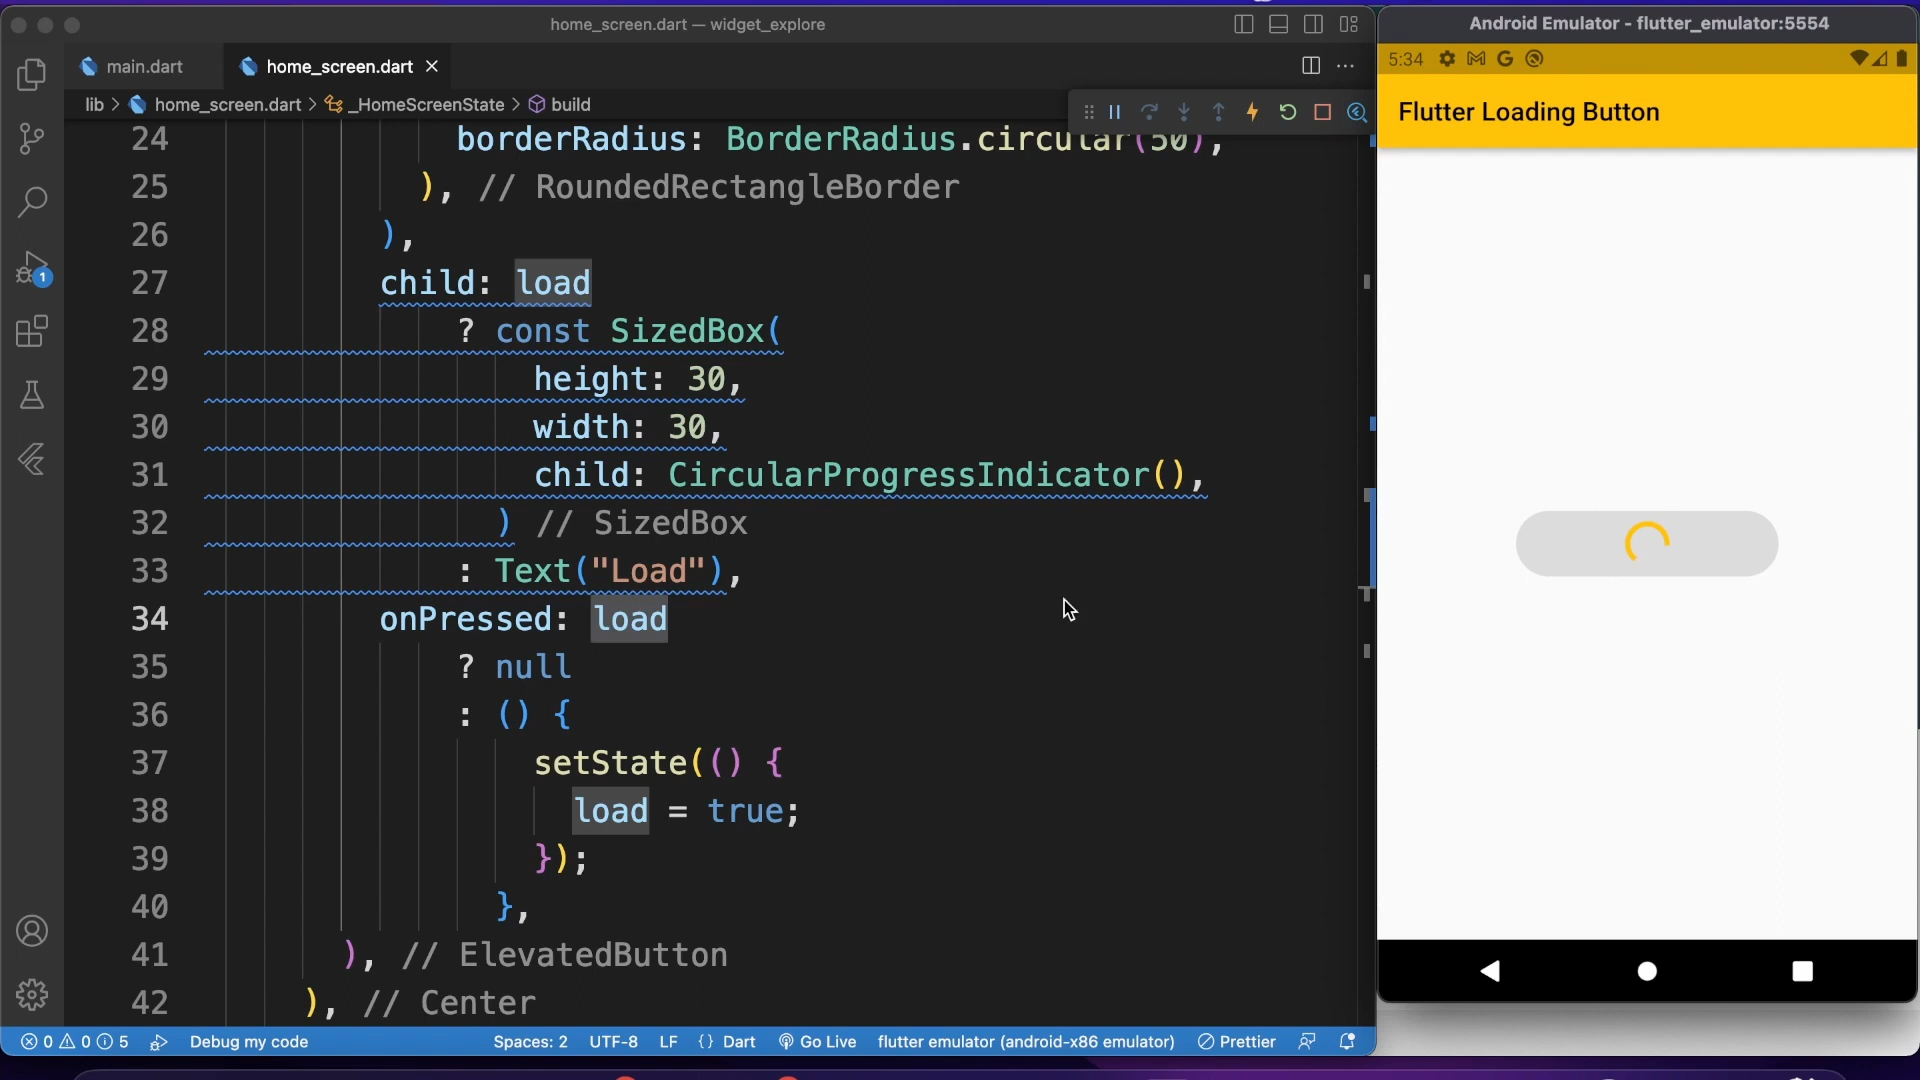 home_screen.dart — widget_explore
main.dart
home_screen.dart
lib > home_screen.dart > _HomeScreenState > build
24 borderRadius: BorderRadius.circular(50),
25 ), // RoundedRectangleBorder
26 ),
27 child: load
28 ? const SizedBox(
29 height: 30,
30 width: 30,
31 child: CircularProgressIndicator(),
32 ) // SizedBox
33 : Text("Load"),
34 onPressed: load
35 ? null
36 : () {
37 setState(() {
38 load = true;
39 });
40 },
41 ), // ElevatedButton
42 ), // Center
1
0 0 5 Debug my code Spaces: 2 UTF-8 LF {} Dart Go Live flutter emulator (android-x86 emulator) Prettier
Android Emulator - flutter_emulator:5554
5:34
Flutter Loading Button